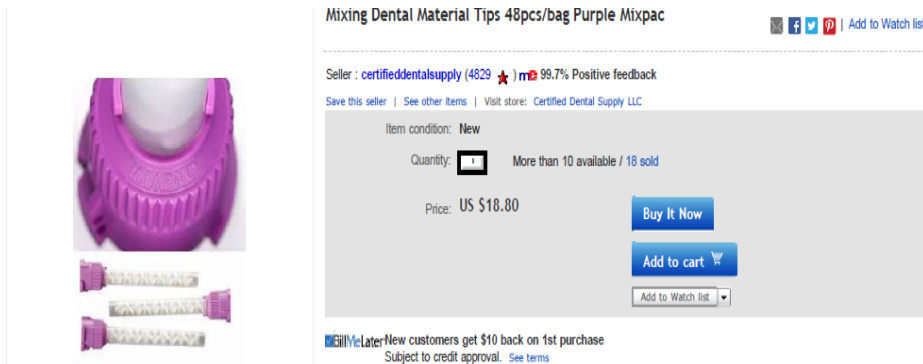 Mixing Dental Material Tips 48pcs/bag Purple Mixpac
| Add to Watch list
Seller : certifieddentalsupply (4829 ) me 99.7% Positive feedback
Save this seller | See other items | Visit store: Certified Dental Supply LLC
Item condition: New
Quantity: 1 More than 10 available / 18 sold
Price: US $18.80
Buy It Now
Add to cart
Add to Watch list
BillMeLater New customers get $10 back on 1st purchase
Subject to credit approval. See terms
MIXPAC